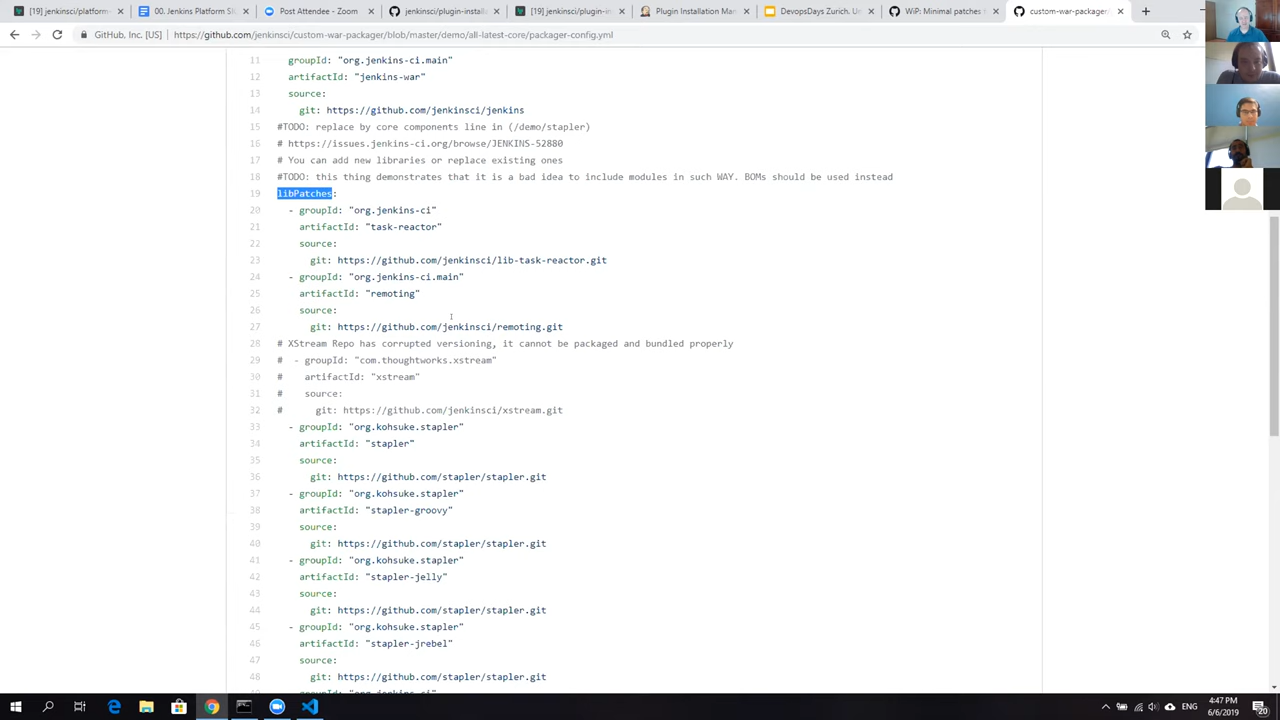 [19] jenkinsci/platform-
00. Jenkins Platform SI
Post Attendee - Zoom
jenkinsci/plugin-instal
[19] jenkinsci/plugin-in
Plugin Installation Man
DevopsDays Zurich. U
WiP: Minimal patches f
custom-war-packager/
GitHub, Inc. [US] | https://github.com/jenkinsci/custom-war-packager/blob/master/demo/all-latest-core/packager-config.yml
11 groupId: "org.jenkins-ci.main"
12 artifactId: "jenkins-war"
13 source:
14 git: https://github.com/jenkinsci/jenkins
15 #TODO: replace by core components line in (/demo/stapler)
16 # https://issues.jenkins-ci.org/browse/JENKINS-52880
17 # You can add new libraries or replace existing ones
18 #TODO: this thing demonstrates that it is a bad idea to include modules in such WAY. BOMs should be used instead
19 libPatches:
20 - groupId: "org.jenkins-ci"
21 artifactId: "task-reactor"
22 source:
23 git: https://github.com/jenkinsci/lib-task-reactor.git
24 - groupId: "org.jenkins-ci.main"
25 artifactId: "remoting"
26 source:
27 git: https://github.com/jenkinsci/remoting.git
28 # XStream Repo has corrupted versioning, it cannot be packaged and bundled properly
29 # - groupId: "com.thoughtworks.xstream"
30 # artifactId: "xstream"
31 # source:
32 # git: https://github.com/jenkinsci/xstream.git
33 - groupId: "org.kohsuke.stapler"
34 artifactId: "stapler"
35 source:
36 git: https://github.com/stapler/stapler.git
37 - groupId: "org.kohsuke.stapler"
38 artifactId: "stapler-groovy"
39 source:
40 git: https://github.com/stapler/stapler.git
41 - groupId: "org.kohsuke.stapler"
42 artifactId: "stapler-jelly"
43 source:
44 git: https://github.com/stapler/stapler.git
45 - groupId: "org.kohsuke.stapler"
46 artifactId: "stapler-jrebel"
47 source:
48 git: https://github.com/stapler/stapler.git
ENG
4:47 PM
6/6/2019
20